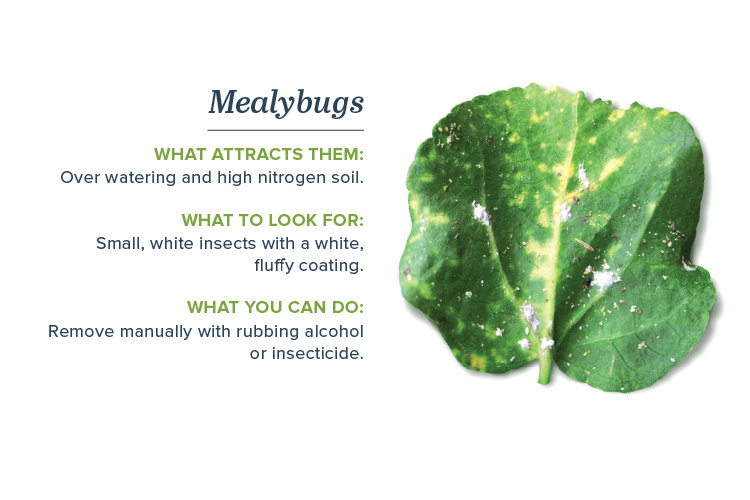 Mealybugs
WHAT ATTRACTS THEM:
Over watering and high nitrogen soil.
WHAT TO LOOK FOR:
Small, white insects with a white,
fluffy coating.
WHAT YOU CAN DO:
Remove manually with rubbing alcohol
or insecticide.